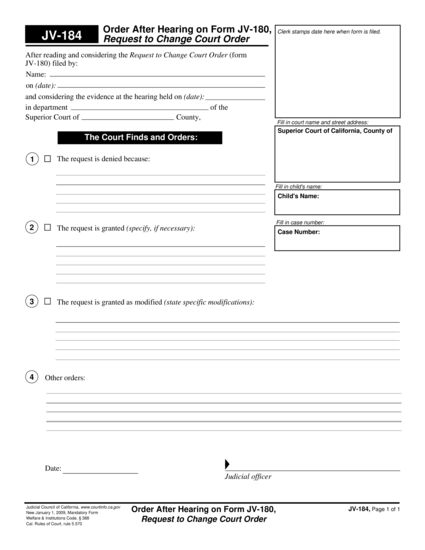 JV-184
Order After Hearing on Form JV-180,
Request to Change Court Order
Clerk stamps date here when form is filed.
After reading and considering the Request to Change Court Order (form
JV-180) filed by:
Name:
on (date):
and considering the evidence at the hearing held on (date):
in department of the
Superior Court of County,
Fill in court name and street address:
Superior Court of California, County of
The Court Finds and Orders:
1 The request is denied because:
Fill in child's name:
Child's Name:
Fill in case number:
Case Number:
2 The request is granted (specify, if necessary):
3 The request is granted as modified (state specific modifications):
4 Other orders:
Date:
Judicial officer
Judicial Council of California, www.courtinfo.ca.gov
New January 1, 2009, Mandatory Form
Welfare & Institutions Code, § 388
Cal. Rules of Court, rule 5.570
Order After Hearing on Form JV-180,
Request to Change Court Order
JV-184, Page 1 of 1